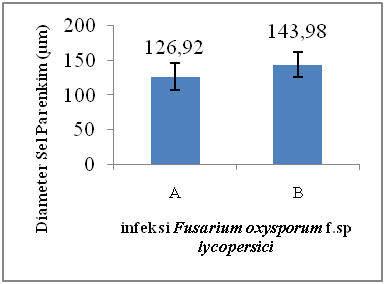 Diameter Sel Parenkim (µm)
200
150
100
50
0
126,92
143,98
A
B
infeksi Fusarium oxysporum f.sp
lycopersici